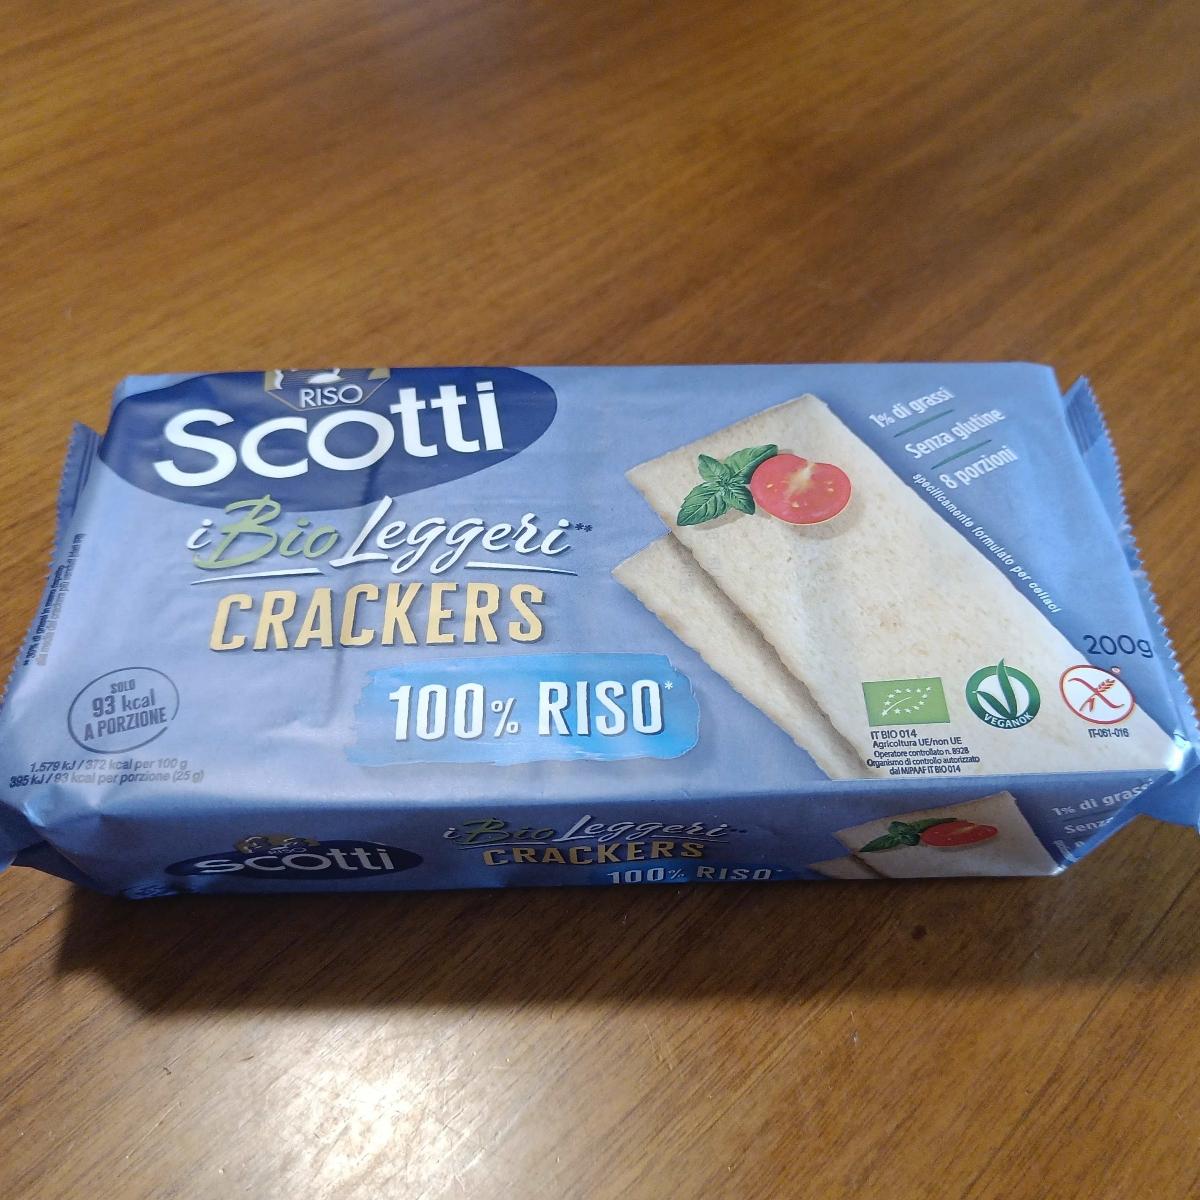 RISO
Scotti
i Bio Leggeri**
CRACKERS
100% RISO*
1% di grassi
Senza glutine
8 porzioni
specificamente formulato per celiaci
200g
SOLO
93 kcal
A PORZIONE
1.579 kJ / 372 kcal per 100 g
395 kJ / 93 kcal per porzione (25 g)
IT BIO 014
Agricoltura UE/non UE
Operatore controllato n. 8928
Organismo di controllo autorizzato
dal MIPAAF IT BIO 014
VEGANOK
IT-051-016
scotti
i Bio Leggeri**
CRACKERS
100% RISO*
1% di grassi
Senza